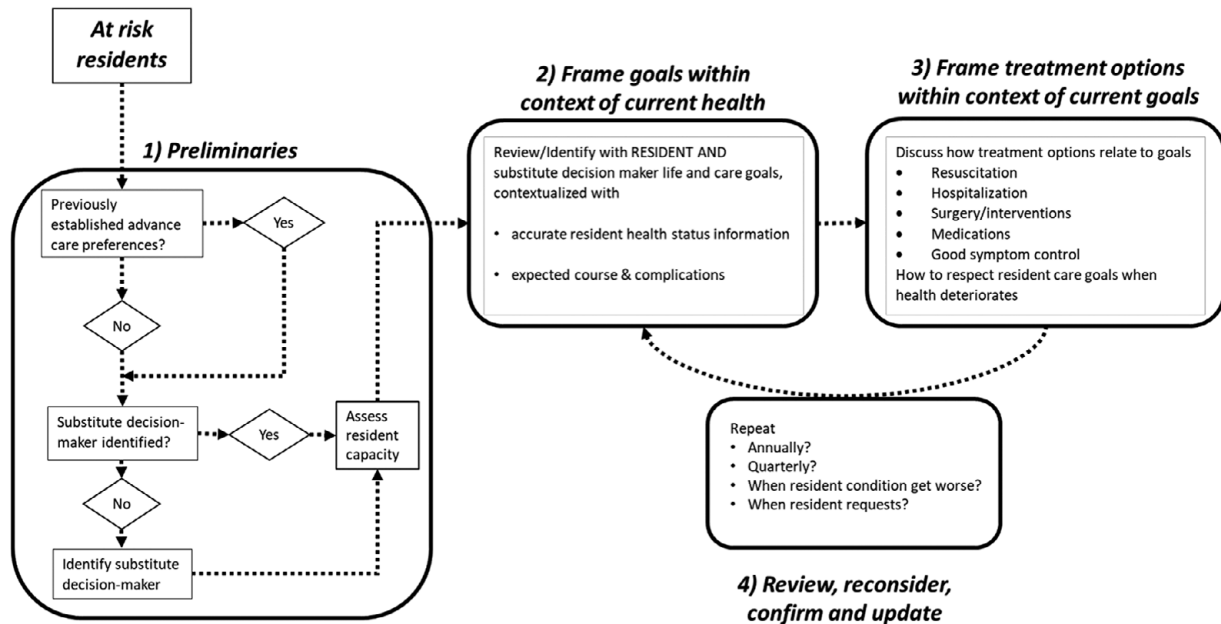 At risk
residents
1) Preliminaries
Previously
established advance
care preferences?
Yes
No
Substitute decision-
maker identified?
Yes
Assess
resident
capacity
No
Identify substitute
decision-maker
2) Frame goals within
context of current health
Review/Identify with RESIDENT AND
substitute decision maker life and care goals,
contextualized with
• accurate resident health status information
• expected course & complications
3) Frame treatment options
within context of current goals
Discuss how treatment options relate to goals
• Resuscitation
• Hospitalization
• Surgery/interventions
• Medications
• Good symptom control
How to respect resident care goals when
health deteriorates
Repeat
• Annually?
• Quarterly?
• When resident condition get worse?
• When resident requests?
4) Review, reconsider,
confirm and update